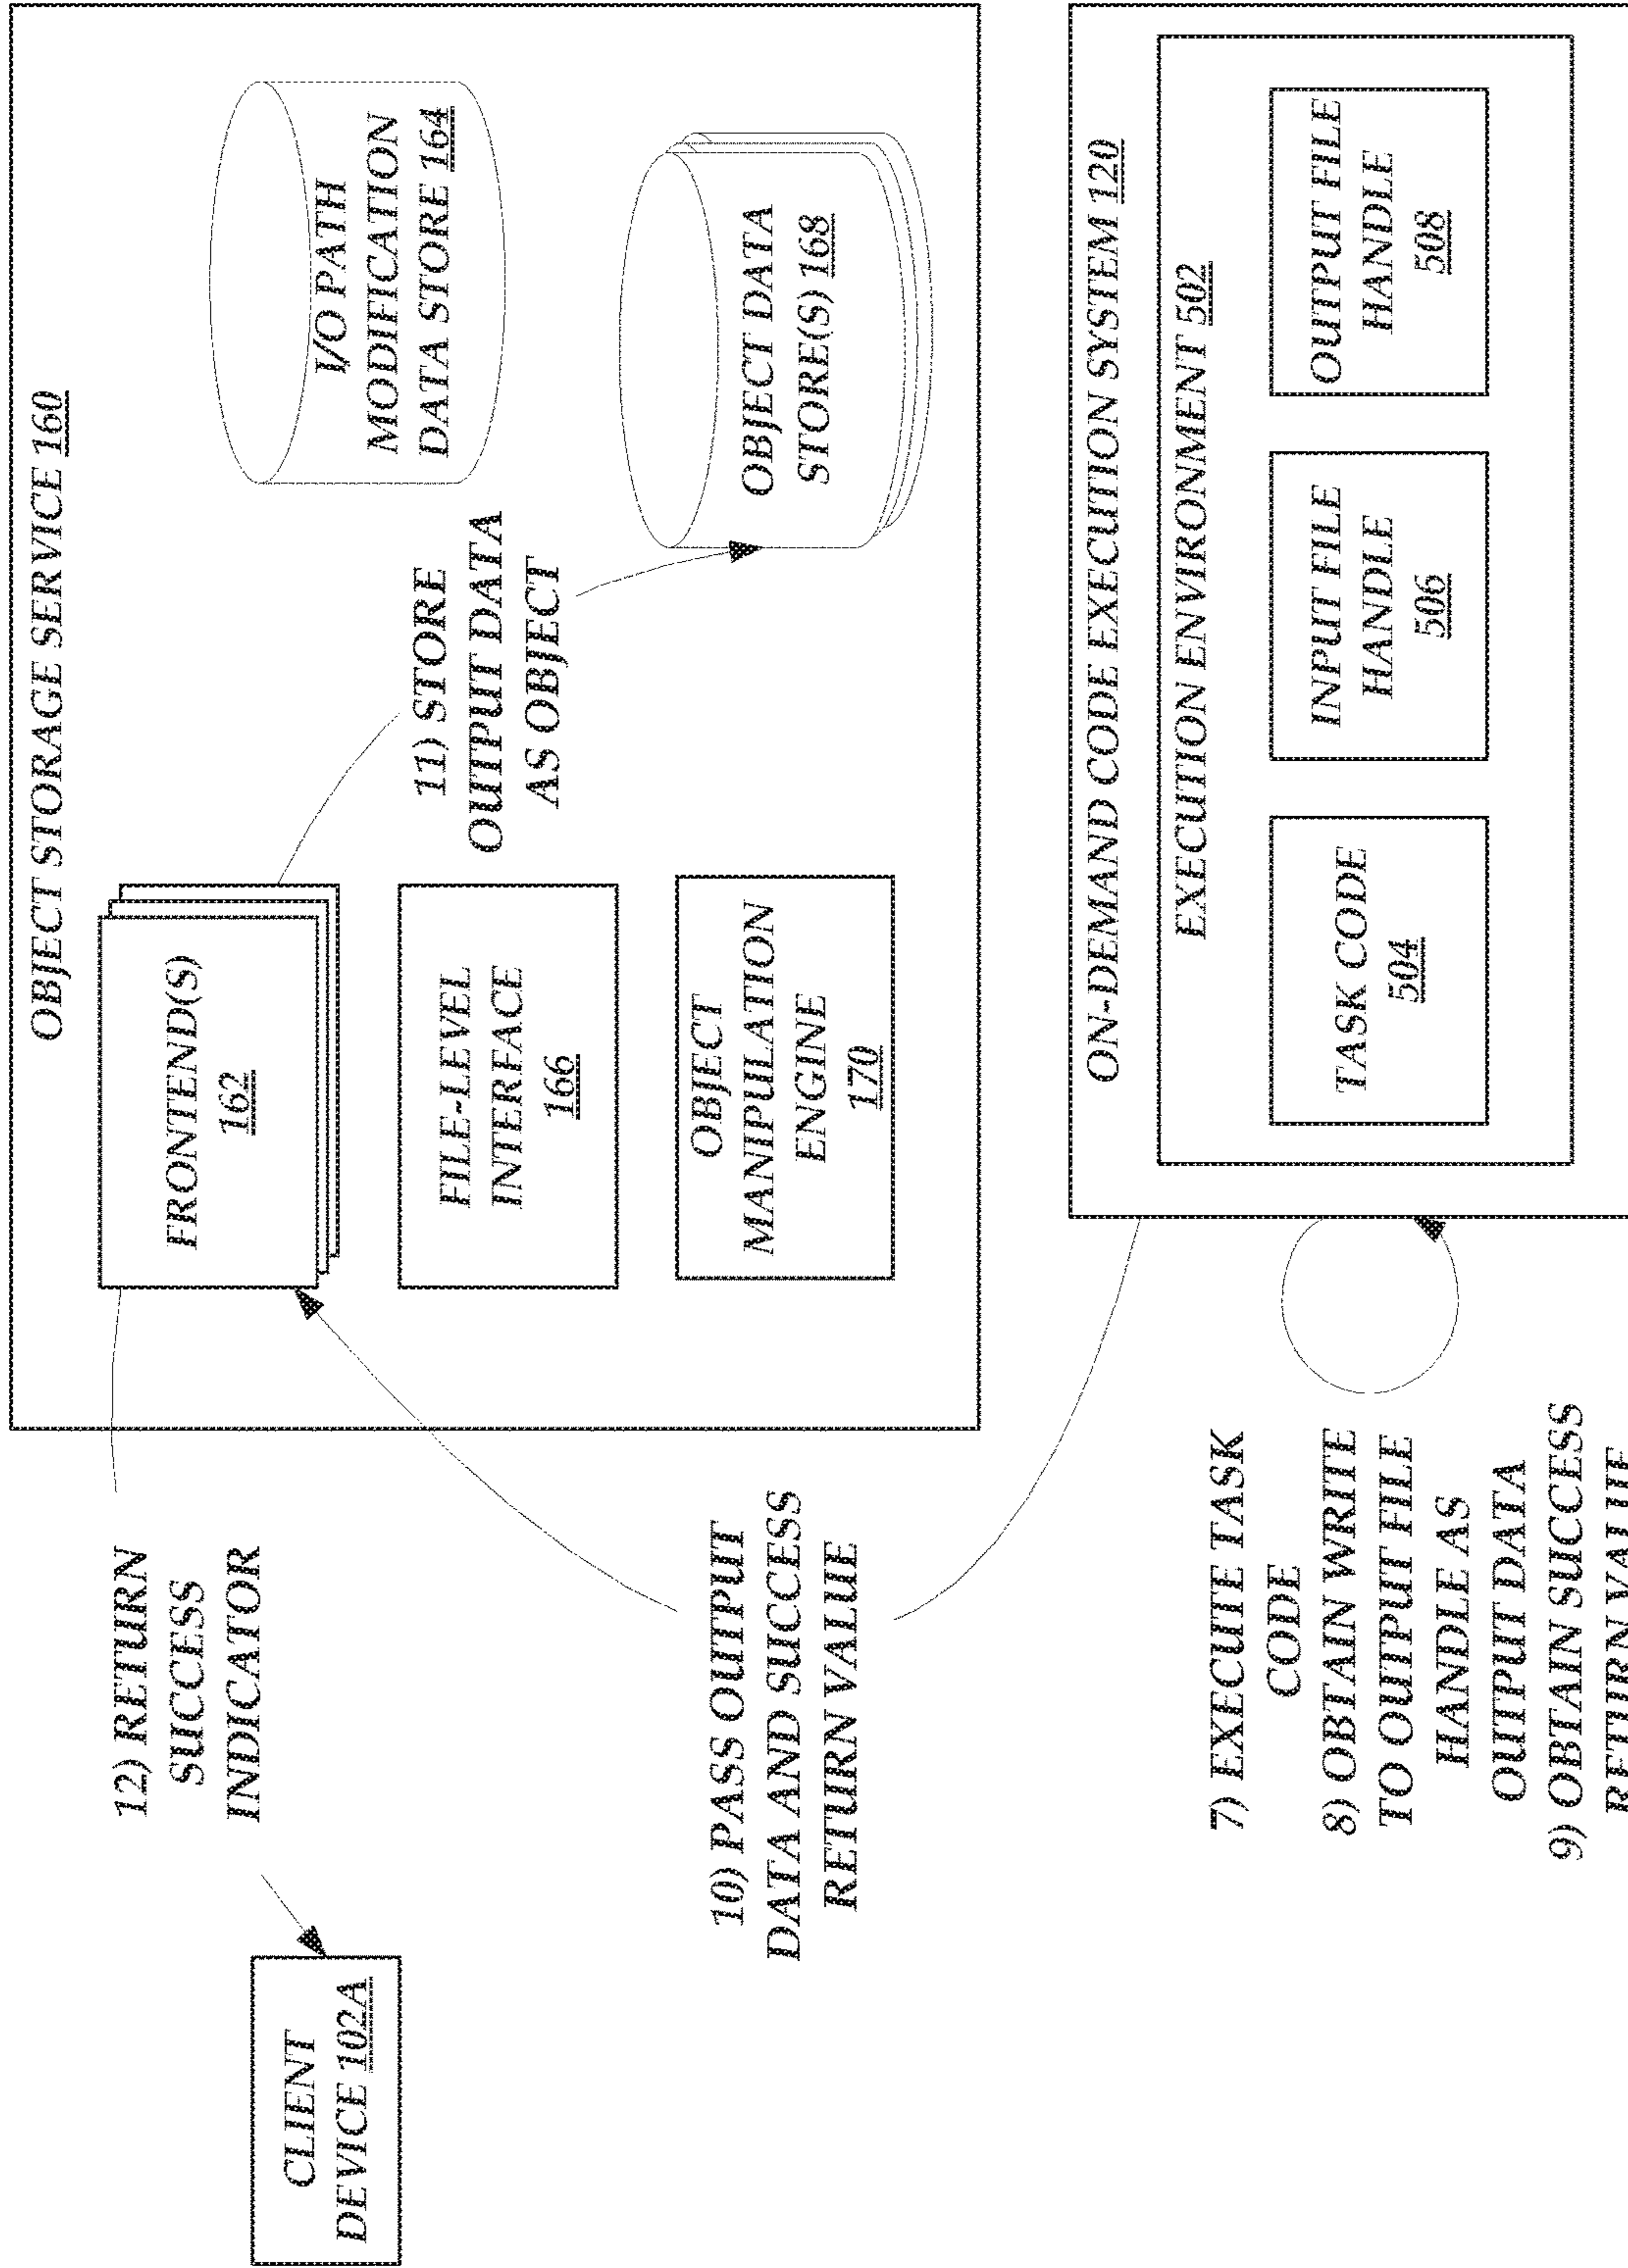 OBJECT STORAGE SERVICE 160
FRONTEND(S)
162
FILE-LEVEL
INTERFACE
166
OBJECT
MANIPULATION
ENGINE
170
I/O PATH
MODIFICATION
DATA STORE 164
OBJECT DATA
STORE(S) 168
11) STORE
OUTPUT DATA
AS OBJECT
12) RETURN
SUCCESS
INDICATOR
CLIENT
DEVICE 102A
10) PASS OUTPUT
DATA AND SUCCESS
RETURN VALUE
ON-DEMAND CODE EXECUTION SYSTEM 120
EXECUTION ENVIRONMENT 502
TASK CODE
504
INPUT FILE
HANDLE
506
OUTPUT FILE
HANDLE
508
7) EXECUTE TASK
CODE
8) OBTAIN WRITE
TO OUTPUT FILE
HANDLE AS
OUTPUT DATA
9) OBTAIN SUCCESS
RETURN VALUE